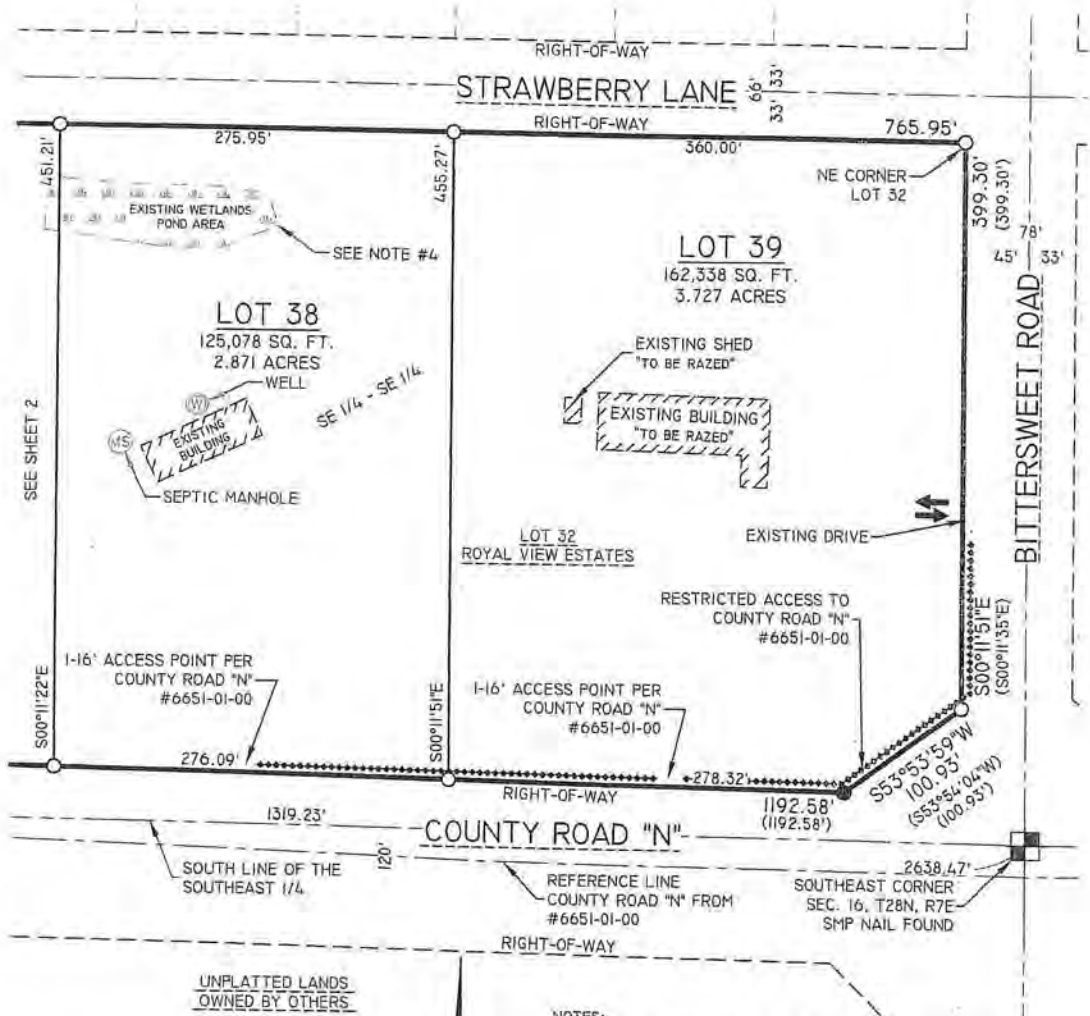 RIGHT-OF-WAY
STRAWBERRY LANE
66'
33' 33'
RIGHT-OF-WAY
275.95'
360.00'
765.95'
451.21'
455.27'
NE CORNER
LOT 32
399.30'
(399.30')
78'
45' 33'
EXISTING WETLANDS
POND AREA
SEE NOTE #4
LOT 39
162,338 SQ. FT.
3.727 ACRES
LOT 38
125,078 SQ. FT.
2.871 ACRES
WELL
W
SE 1/4 - SE 1/4
EXISTING SHED
"TO BE RAZED"
EXISTING BUILDING
"TO BE RAZED"
BITTERSWEET ROAD
SEE SHEET 2
MS
EXISTING
BUILDING
SEPTIC MANHOLE
LOT 32
ROYAL VIEW ESTATES
EXISTING DRIVE
RESTRICTED ACCESS TO
COUNTY ROAD "N"
#6651-01-00
S00°11'51"E
(S00°11'35"E)
1-16' ACCESS POINT PER
COUNTY ROAD "N"
#6651-01-00
1-16' ACCESS POINT PER
COUNTY ROAD "N"
#6651-01-00
S00°11'22"E
S00°11'51"E
276.09'
278.32'
RIGHT-OF-WAY
S53°53'59"W
100.93'
(S53°54'04"W)
(100.93')
1192.58'
(1192.58')
1319.23'
COUNTY ROAD "N"
120'
SOUTH LINE OF THE
SOUTHEAST 1/4
REFERENCE LINE
COUNTY ROAD "N" FROM
#6651-01-00
2638.47'
SOUTHEAST CORNER
SEC. 16, T28N, R7E
SMP NAIL FOUND
RIGHT-OF-WAY
UNPLATTED LANDS
OWNED BY OTHERS
NOTES: